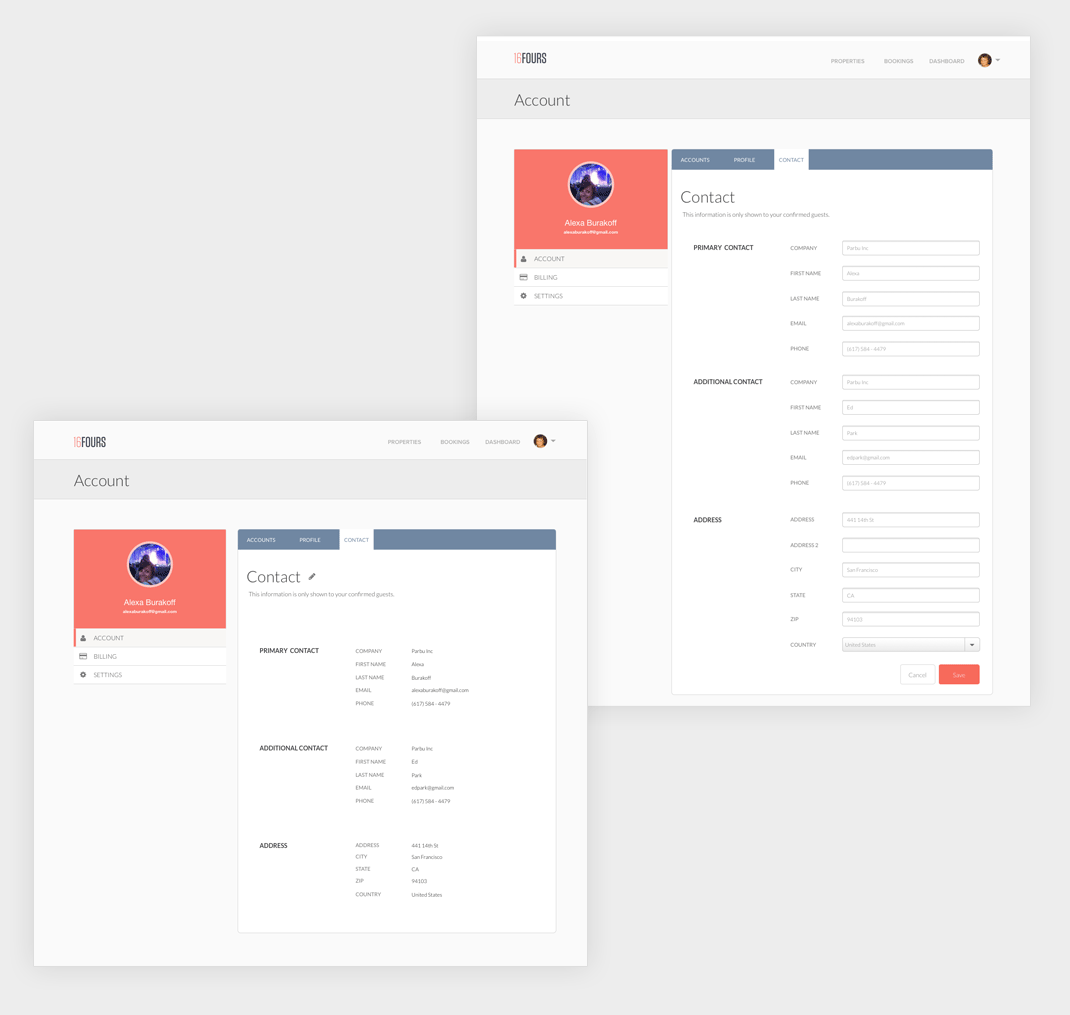 16FOURS
PROPERTIES BOOKINGS DASHBOARD
Account
Alexa Burakoff
alexaburakoff@gmail.com
ACCOUNT
BILLING
SETTINGS
ACCOUNTS PROFILE CONTACT
Contact
This information is only shown to your confirmed guests.
PRIMARY CONTACT
COMPANY Parbu Inc
FIRST NAME Alexa
LAST NAME Burakoff
EMAIL alexaburakoff@gmail.com
PHONE (617) 584 - 4479
ADDITIONAL CONTACT
COMPANY Parbu Inc
FIRST NAME Ed
LAST NAME Park
EMAIL edpark@gmail.com
PHONE (617) 584 - 4479
ADDRESS
ADDRESS 441 14th St
ADDRESS 2
CITY San Francisco
STATE CA
ZIP 94103
COUNTRY United States
Cancel Save
16FOURS
PROPERTIES BOOKINGS DASHBOARD
Account
Alexa Burakoff
alexaburakoff@gmail.com
ACCOUNT
BILLING
SETTINGS
ACCOUNTS PROFILE CONTACT
Contact
This information is only shown to your confirmed guests.
PRIMARY CONTACT
COMPANY Parbu Inc
FIRST NAME Alexa
LAST NAME Burakoff
EMAIL alexaburakoff@gmail.com
PHONE (617) 584 - 4479
ADDITIONAL CONTACT
COMPANY Parbu Inc
FIRST NAME Ed
LAST NAME Park
EMAIL edpark@gmail.com
PHONE (617) 584 - 4479
ADDRESS
ADDRESS 441 14th St
CITY San Francisco
STATE CA
ZIP 94103
COUNTRY United States